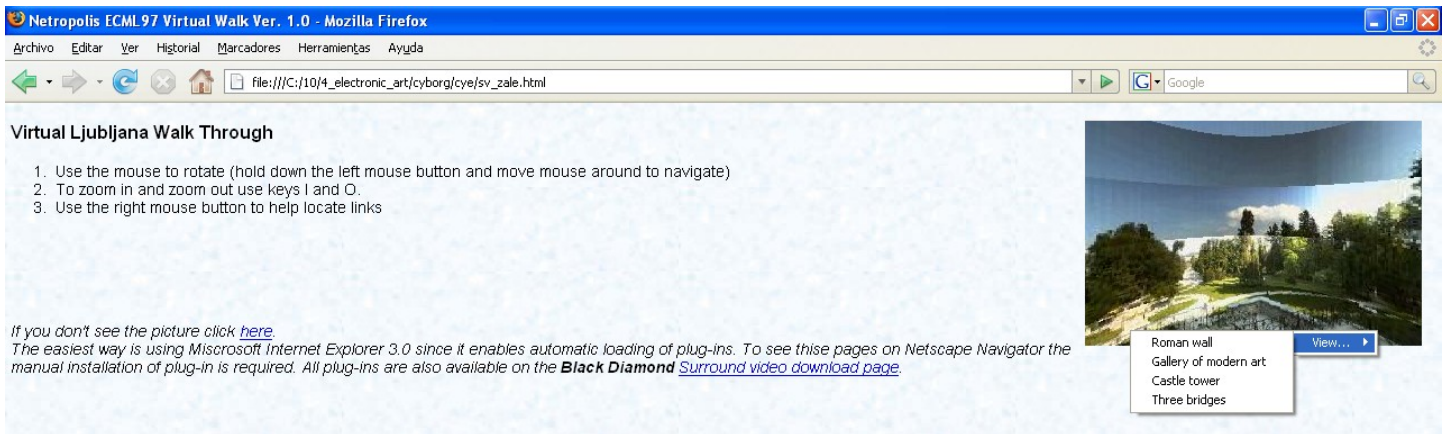 Netropolis ECML97 Virtual Walk Ver. 1.0 - Mozilla Firefox
Archivo Editar Ver Historial Marcadores Herramientas Ayuda
file:///C:/10/4_electronic_art/cyborg/cye/sv_zale.html
G Google
Virtual Ljubljana Walk Through
1. Use the mouse to rotate (hold down the left mouse button and move mouse around to navigate)
2. To zoom in and zoom out use keys I and O.
3. Use the right mouse button to help locate links
If you don't see the picture click here.
The easiest way is using Miscrosoft Internet Explorer 3.0 since it enables automatic loading of plug-ins. To see thise pages on Netscape Navigator the
manual installation of plug-in is required. All plug-ins are also available on the Black Diamond Surround video download page.
View...
Roman wall
Gallery of modern art
Castle tower
Three bridges